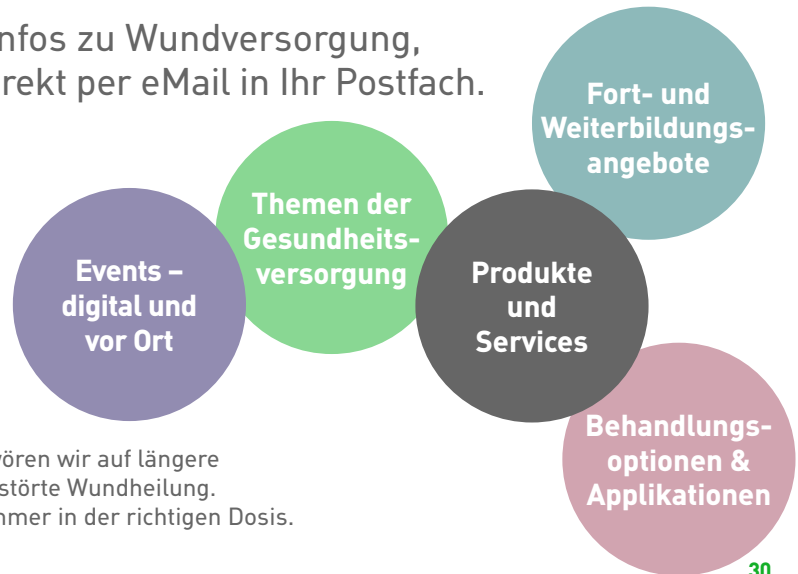 nfos zu Wundversorgung,
rekt per eMail in Ihr Postfach.
Fort- und
Weiterbildungs-
angebote
Themen der
Gesundheits-
versorgung
Events –
digital und
vor Ort
Produkte
und
Services
Behandlungs-
optionen &
Applikationen
ören wir auf längere
störte Wundheilung.
mmer in der richtigen Dosis.
30